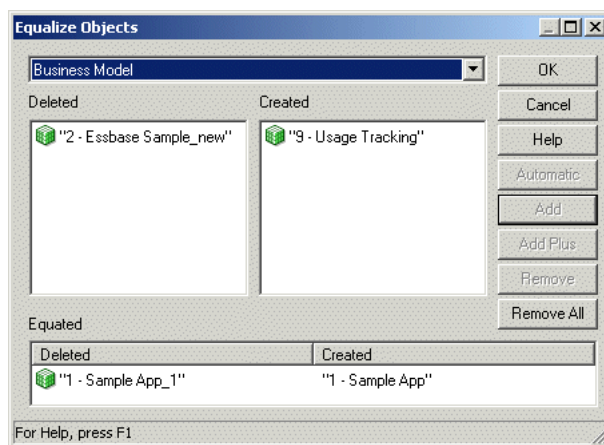 Equalize Objects
Business Model
OK
Deleted
Created
Cancel
"2 - Essbase Sample_new"
"9 - Usage Tracking"
Help
Automatic
Add
Add Plus
Remove
Remove All
Equated
Deleted
Created
"1 - Sample App_1"
"1 - Sample App"
For Help, press F1